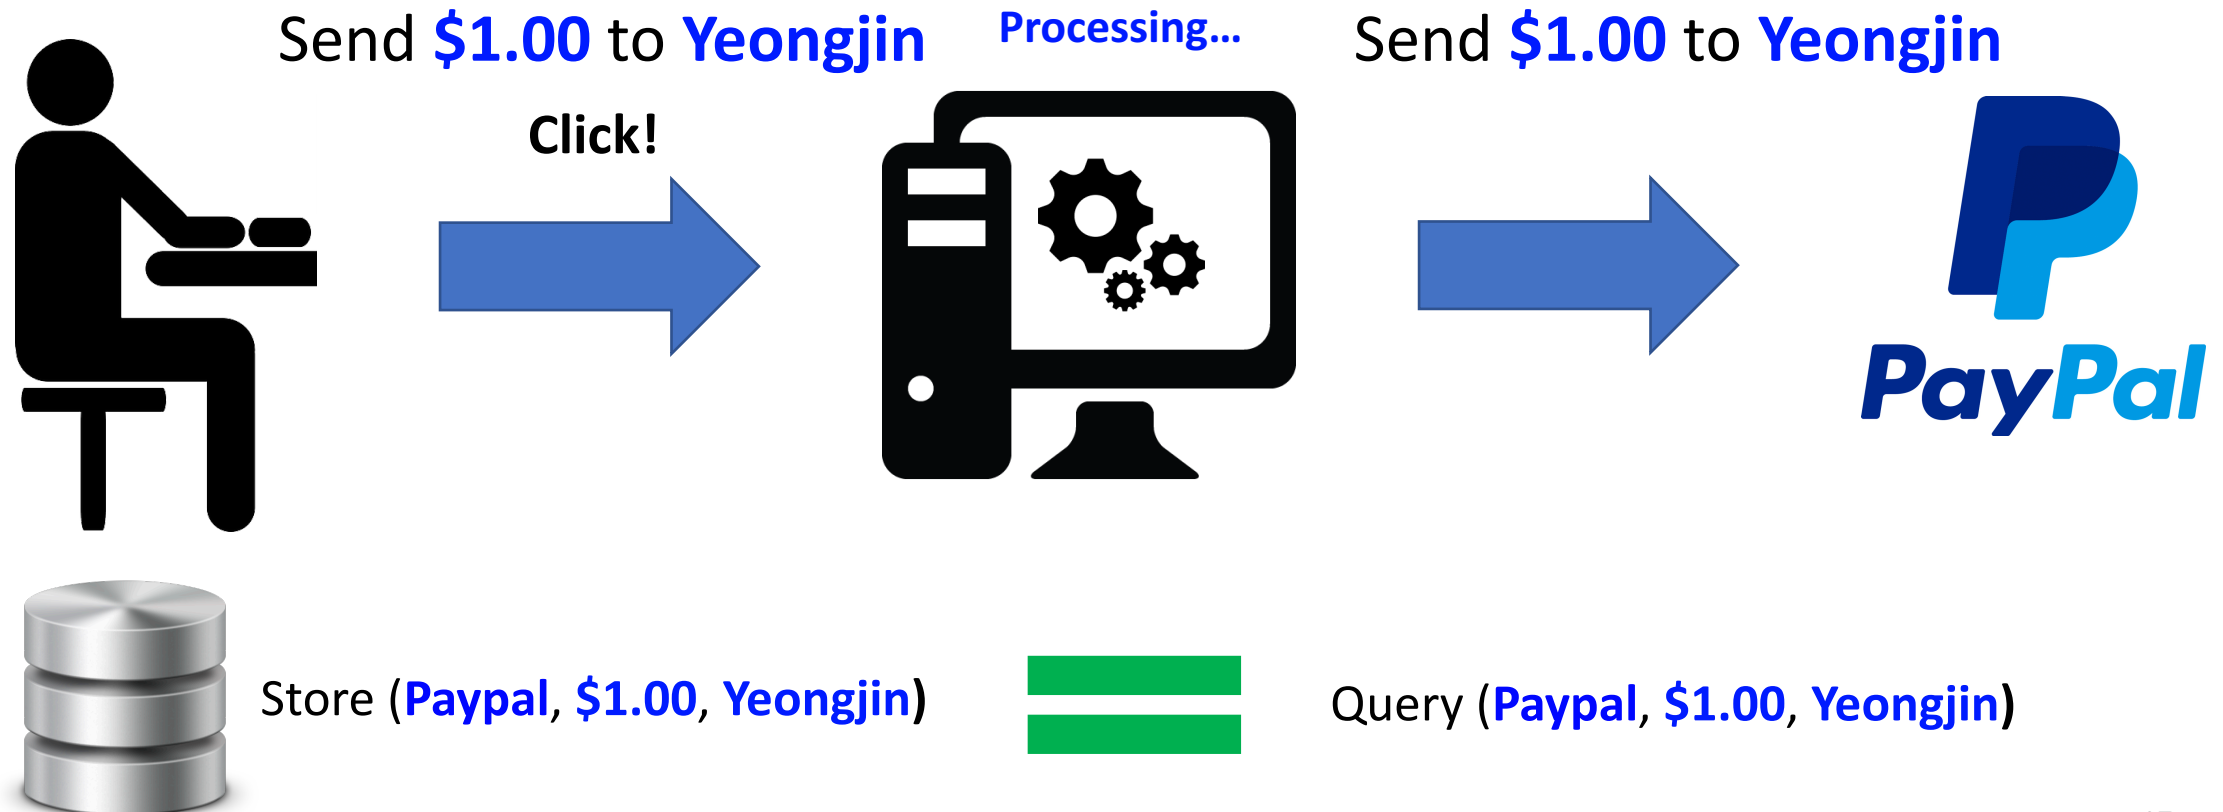 Send $1.00 to Yeongjin
Processing...
Send $1.00 to Yeongjin
Click!
PayPal
Store (Paypal, $1.00, Yeongjin)
Query (Paypal, $1.00, Yeongjin)